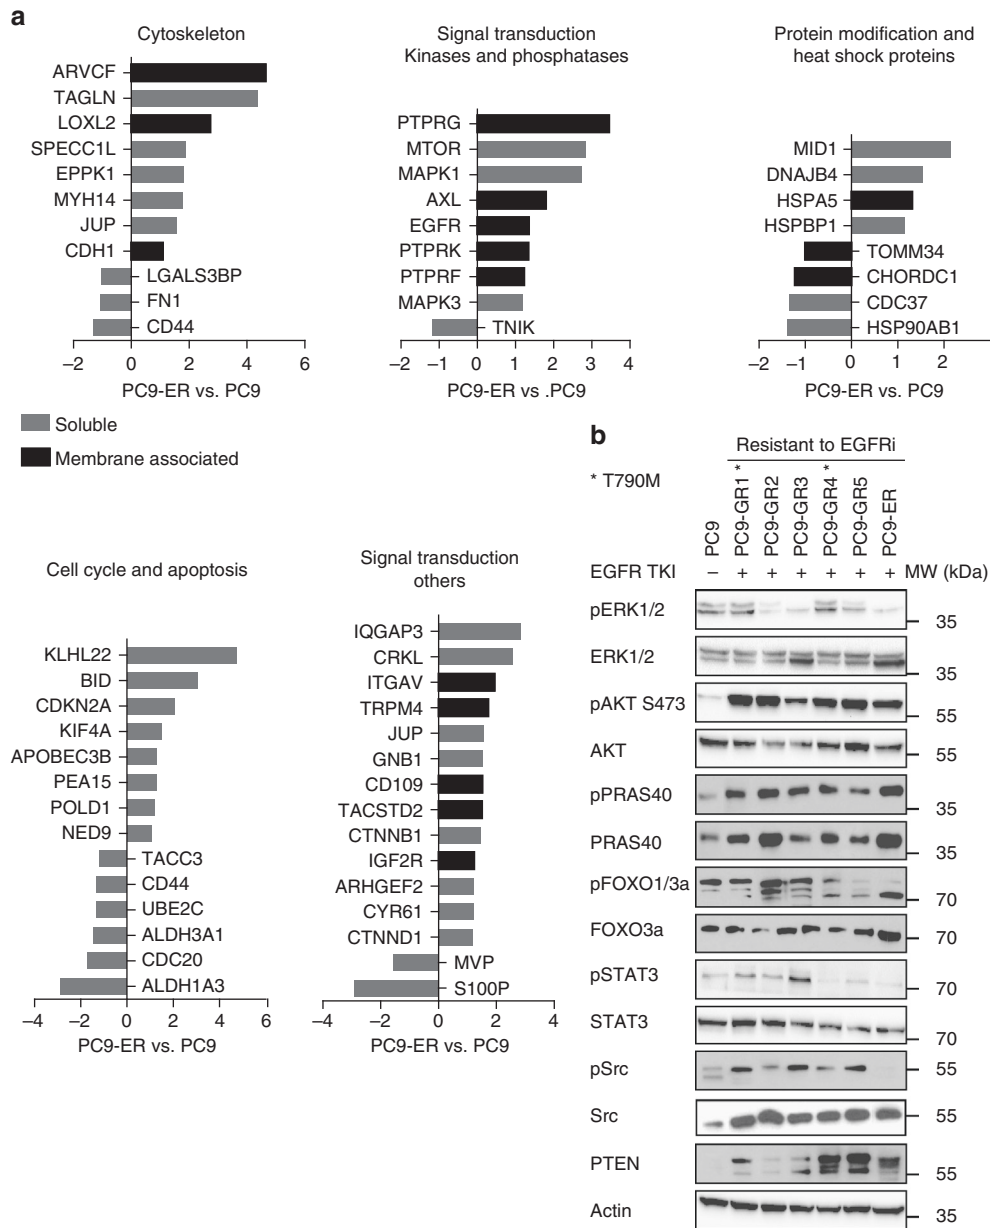 a
Cytoskeleton
ARVCF
TAGLN
LOXL2
SPECC1L
EPPK1
MYH14
JUP
CDH1
LGALS3BP
FN1
CD44
–2 0 2 4 6
PC9-ER vs. PC9
Signal transduction
Kinases and phosphatases
PTPRG
MTOR
MAPK1
AXL
EGFR
PTPRK
PTPRF
MAPK3
TNIK
–2 –1 0 1 2 3 4
PC9-ER vs .PC9
Protein modification and
heat shock proteins
MID1
DNAJB4
HSPA5
HSPBP1
TOMM34
CHORDC1
CDC37
HSP90AB1
–2 –1 0 1 2
PC9-ER vs. PC9
Soluble
Membrane associated
Cell cycle and apoptosis
KLHL22
BID
CDKN2A
KIF4A
APOBEC3B
PEA15
POLD1
NED9
TACC3
CD44
UBE2C
ALDH3A1
CDC20
ALDH1A3
–4 –2 0 2 4 6
PC9-ER vs. PC9
Signal transduction
others
IQGAP3
CRKL
ITGAV
TRPM4
JUP
GNB1
CD109
TACSTD2
CTNNB1
IGF2R
ARHGEF2
CYR61
CTNND1
MVP
S100P
–4 –2 0 2 4
PC9-ER vs. PC9
b
Resistant to EGFRi
* T790M
PC9
PC9-GR1 *
PC9-GR2
PC9-GR3
PC9-GR4 *
PC9-GR5
PC9-ER
EGFR TKI – + + + + + + MW (kDa)
pERK1/2 35
ERK1/2 35
pAKT S473 55
AKT 55
pPRAS40 35
PRAS40 35
pFOXO1/3a 70
FOXO3a 70
pSTAT3 70
STAT3 70
pSrc 55
Src 55
PTEN 55
Actin 35